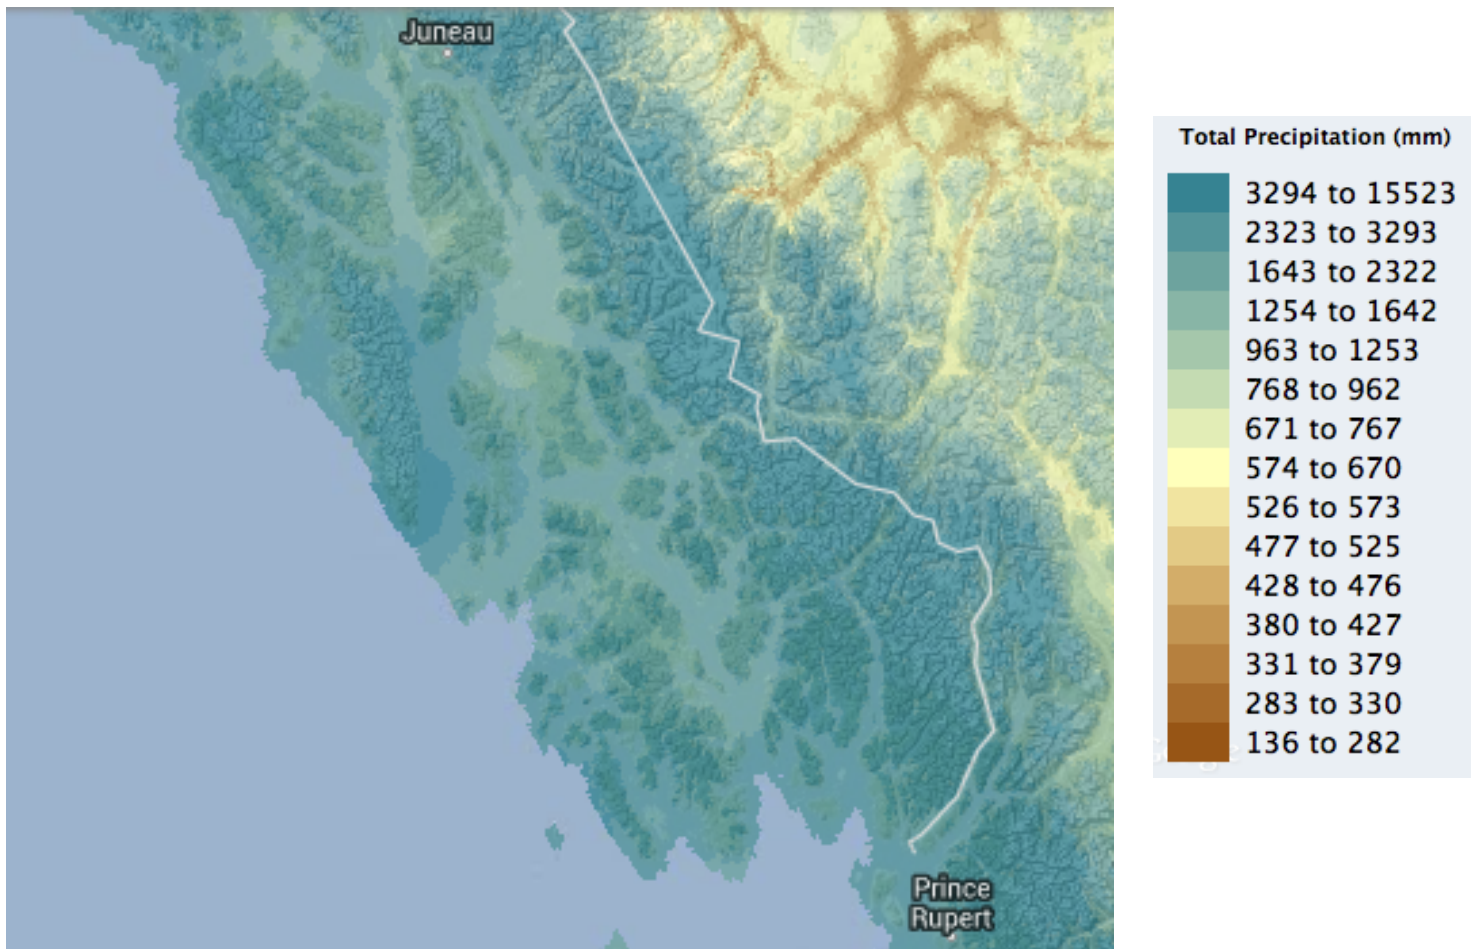 Juneau
Prince
Rupert
Total Precipitation (mm)
3294 to 15523
2323 to 3293
1643 to 2322
1254 to 1642
963 to 1253
768 to 962
671 to 767
574 to 670
526 to 573
477 to 525
428 to 476
380 to 427
331 to 379
283 to 330
136 to 282